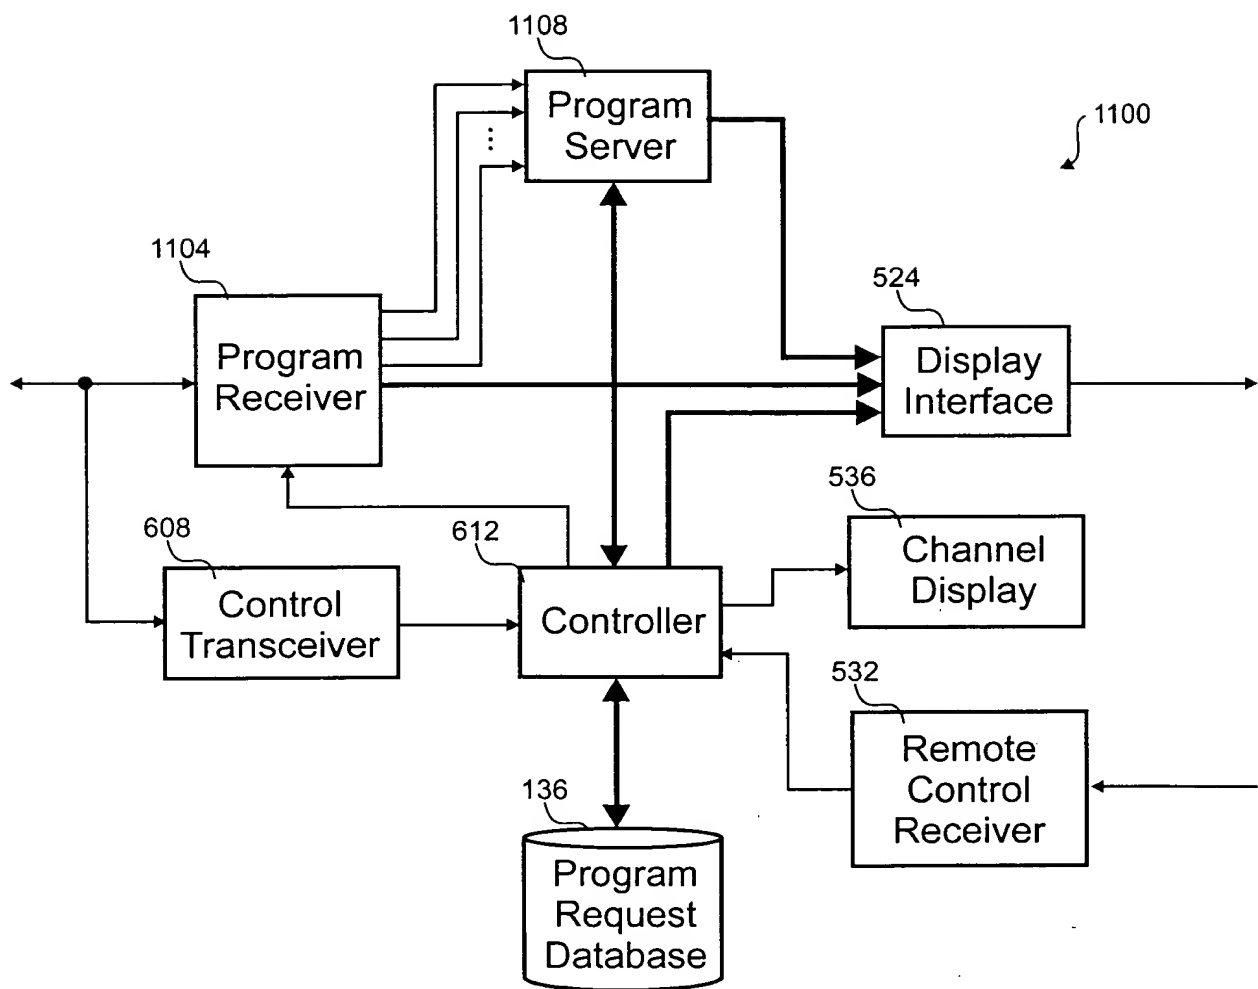 1108
Program
Server
1100
1104
Program
Receiver
524
Display
Interface
536
Channel
Display
608
Control
Transceiver
612
Controller
532
Remote
Control
Receiver
136
Program
Request
Database